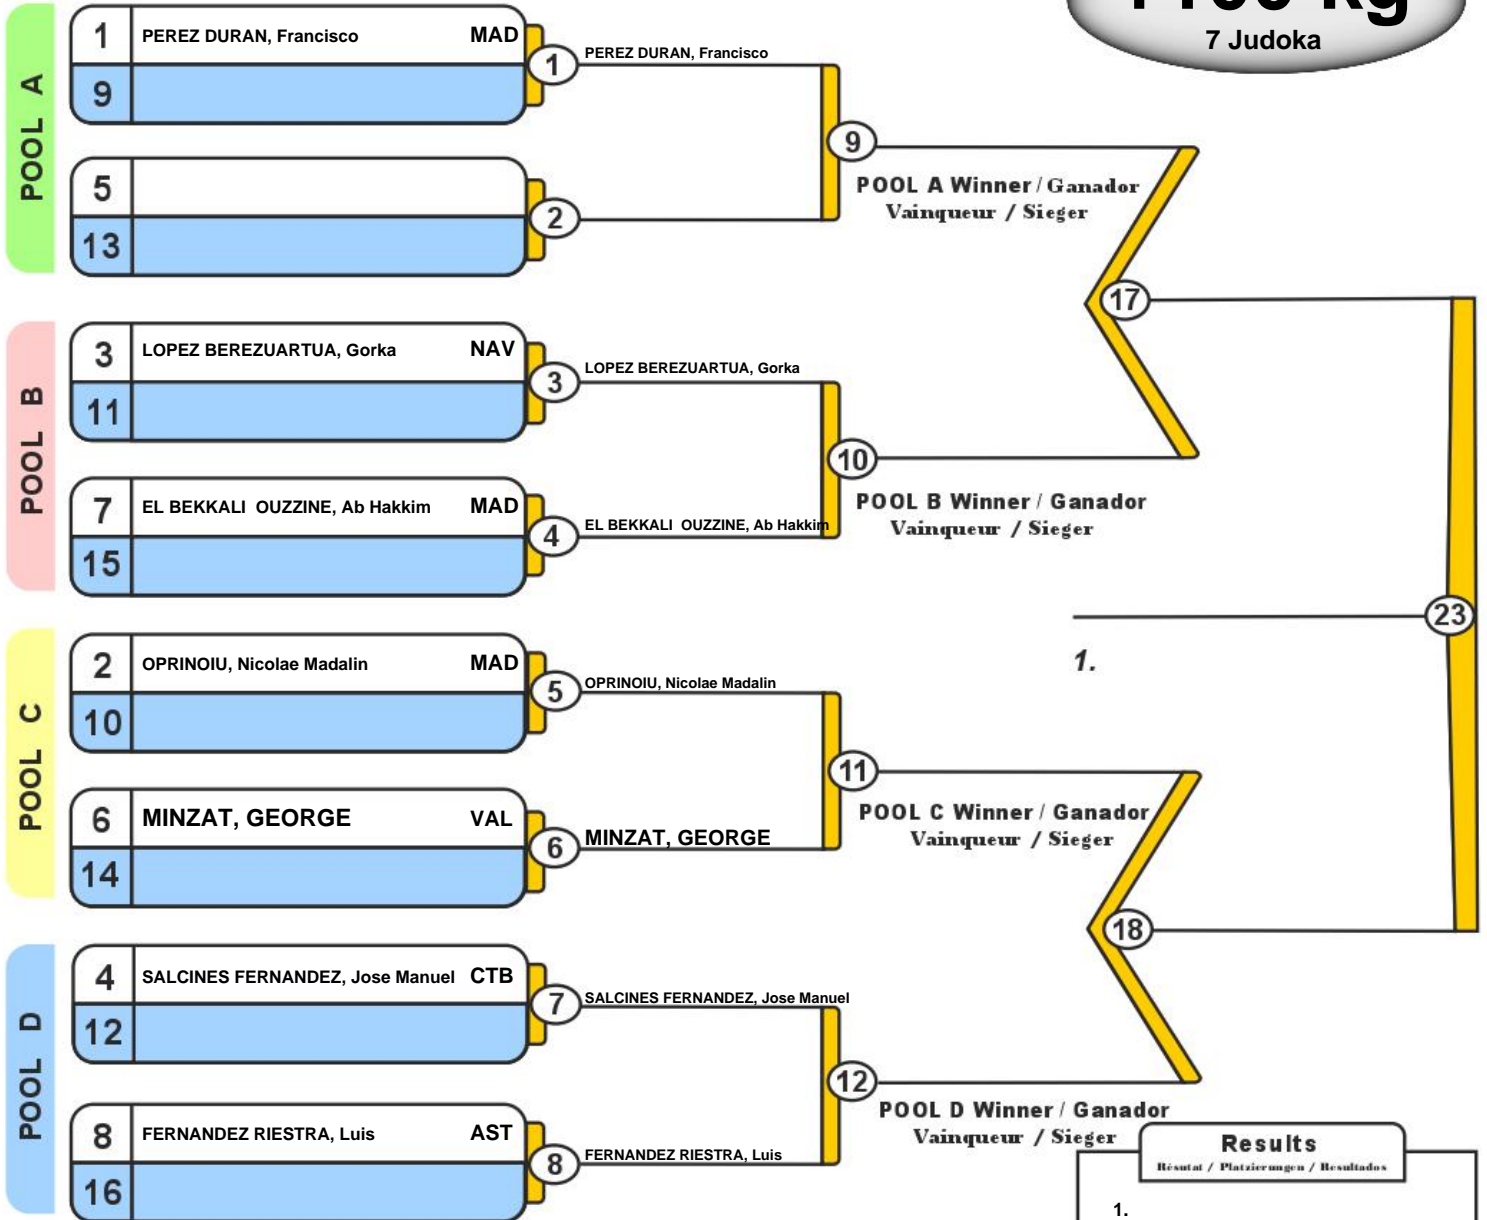 7 Judoka
POOL A
1 PEREZ DURAN, Francisco MAD
9
1
PEREZ DURAN, Francisco
5
13
2
9
POOL A Winner / Ganador
Vainqueur / Sieger
17
POOL B
3 LOPEZ BEREZUARTUA, Gorka NAV
11
3
LOPEZ BEREZUARTUA, Gorka
7 EL BEKKALI OUZZINE, Ab Hakkim MAD
15
4
EL BEKKALI OUZZINE, Ab Hakkim
10
POOL B Winner / Ganador
Vainqueur / Sieger
23
1.
POOL C
2 OPRINOIU, Nicolae Madalin MAD
10
5
OPRINOIU, Nicolae Madalin
6 MINZAT, GEORGE VAL
14
6
MINZAT, GEORGE
11
POOL C Winner / Ganador
Vainqueur / Sieger
18
POOL D
4 SALCINES FERNANDEZ, Jose Manuel CTB
12
7
SALCINES FERNANDEZ, Jose Manuel
8 FERNANDEZ RIESTRA, Luis AST
16
8
FERNANDEZ RIESTRA, Luis
12
POOL D Winner / Ganador
Vainqueur / Sieger
Results
Résutat / Platzierungen / Resultados
1.